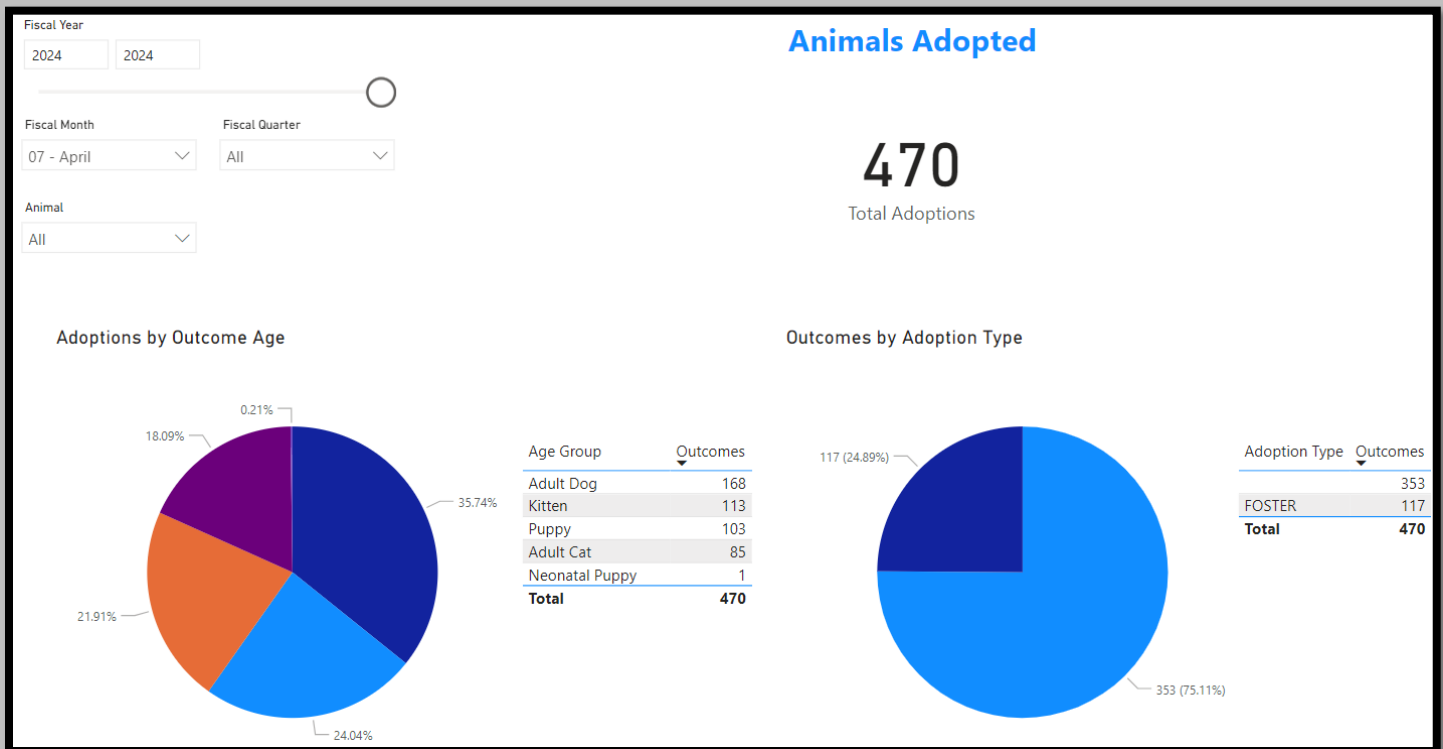 Fiscal Year
2024 2024
Fiscal Month Fiscal Quarter
07 - April All
Animal
All
Animals Adopted
470
Total Adoptions
Adoptions by Outcome Age
0.21%
18.09%
35.74%
21.91%
24.04%
Age Group Outcomes
Adult Dog 168
Kitten 113
Puppy 103
Adult Cat 85
Neonatal Puppy 1
Total 470
Outcomes by Adoption Type
117 (24.89%)
353 (75.11%)
Adoption Type Outcomes
353
FOSTER 117
Total 470